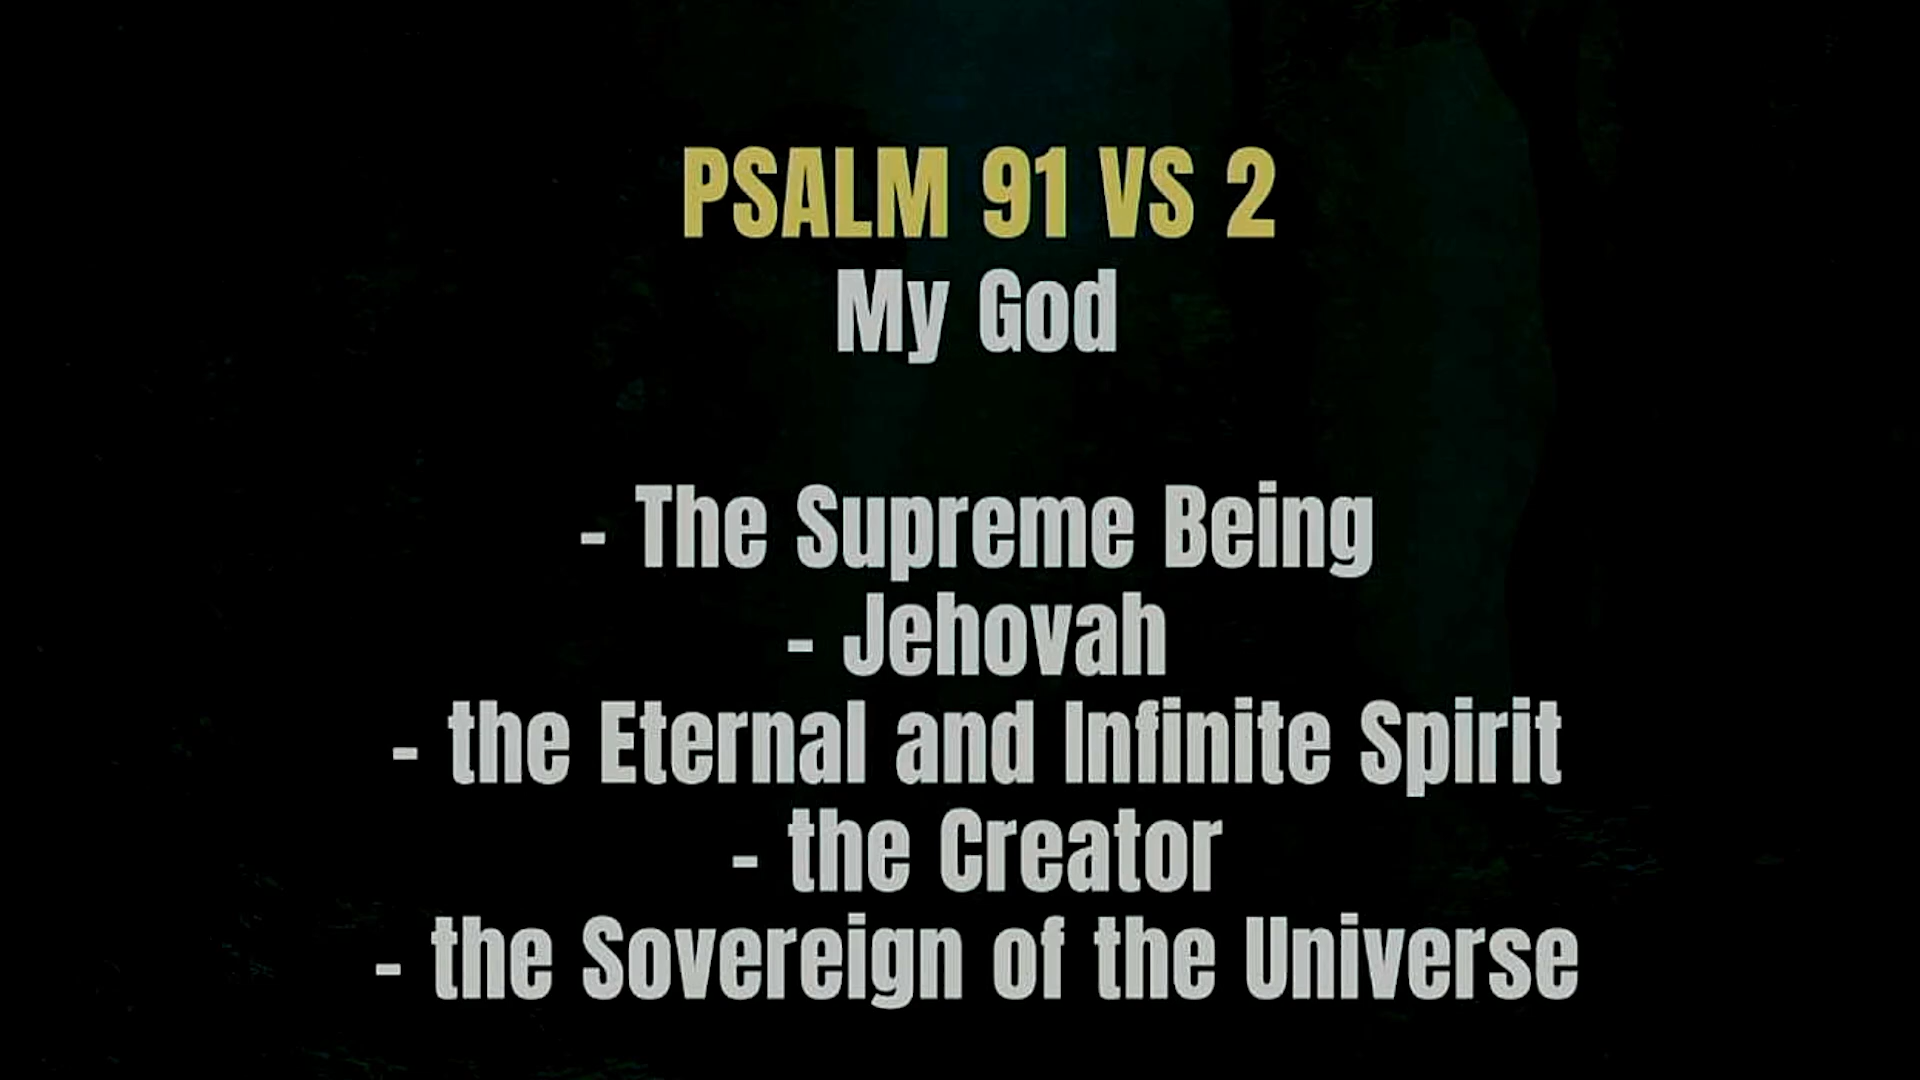 PSALM 91 VS 2
My God
- The Supreme Being
- Jehovah
- the Eternal and Infinite Spirit
- the Creator
- the Sovereign of the Universe